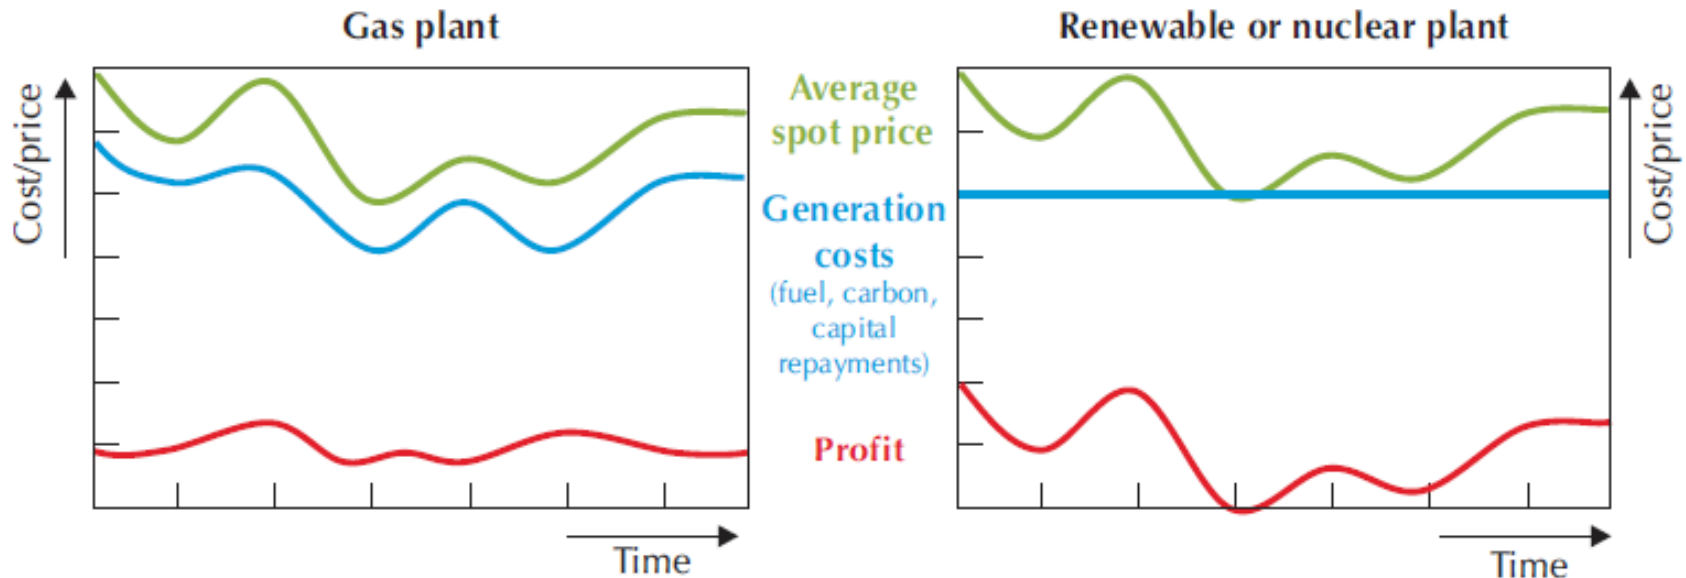 Gas plant
Renewable or nuclear plant
Cost/price
Average
spot price
Generation
costs
(fuel, carbon,
capital
repayments)
Profit
Cost/price
Time
Time